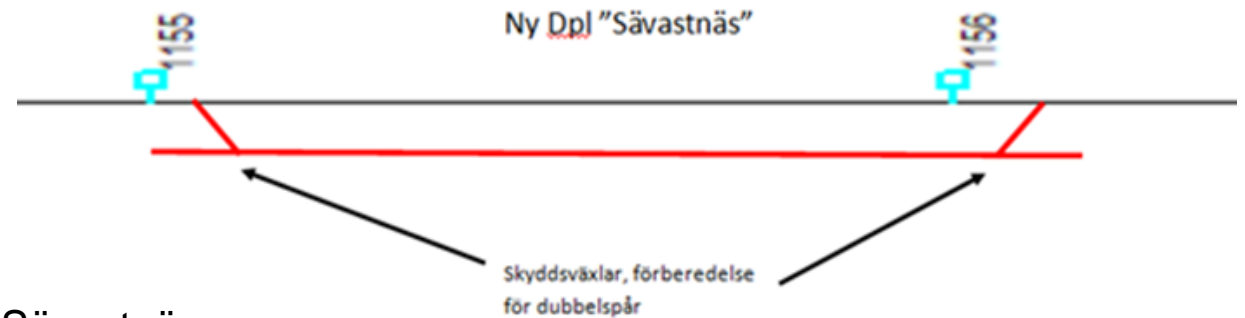 1155
Ny Dpl ”Sävastnäs”
1156
Skyddsväxlar, förberedelse
för dubbelspår